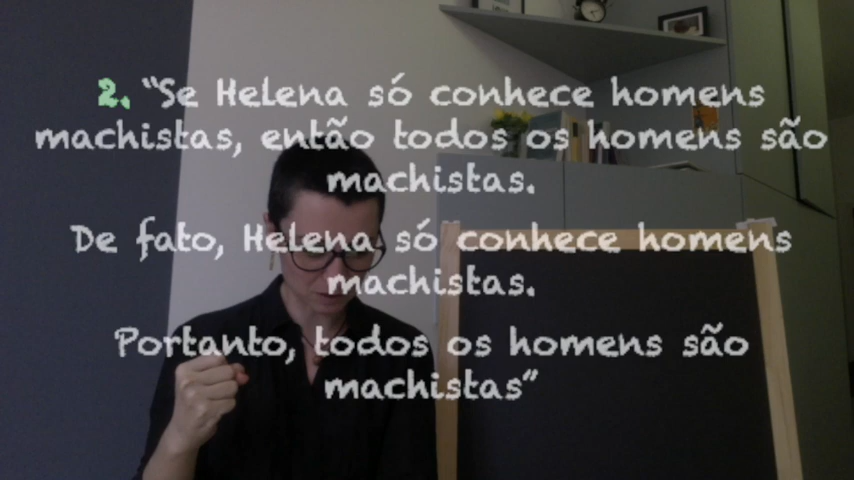 2. “Se Helena só conhece homens
machistas, então todos os homens são
machistas.
De fato, Helena só conhece homens
machistas.
Portanto, todos os homens são
machistas”